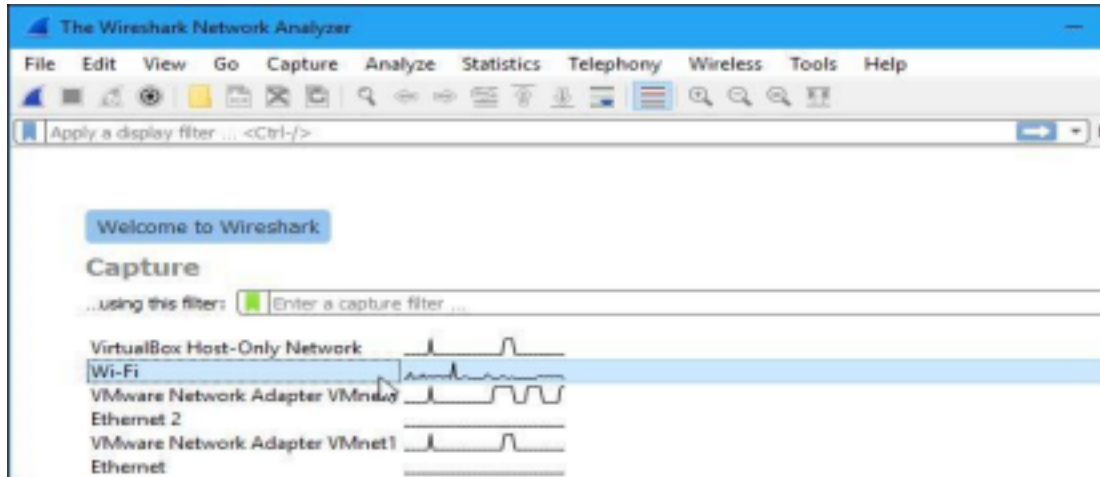 The Wireshark Network Analyzer
File Edit View Go Capture Analyze Statistics Telephony Wireless Tools Help
Apply a display filter ... <Ctrl-/>
Welcome to Wireshark
Capture
...using this filter: Enter a capture filter ...
VirtualBox Host-Only Network
Wi-Fi
VMware Network Adapter
Ethernet 2
VMware Network Adapter VMnet1
Ethernet